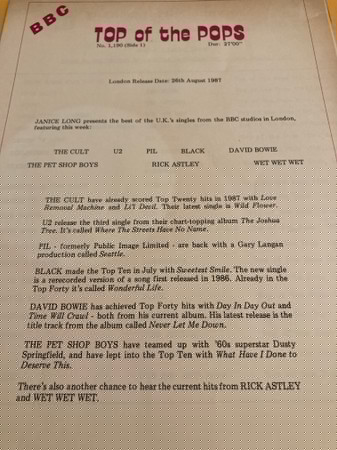 BBC
TOP of the POPS
No. 1,190 (Side 1) Dur: 27'00"
London Release Date: 26th August 1987
JANICE LONG presents the best of the U.K.'s singles from the BBC studios in London,
featuring this week:
THE CULT U2 PIL BLACK DAVID BOWIE
THE PET SHOP BOYS RICK ASTLEY WET WET WET
THE CULT have already scored Top Twenty hits in 1987 with Love
Removal Machine and Li'l Devil. Their latest single is Wild Flower.
U2 release the third single from their chart-topping album The Joshua
Tree. It's called Where The Streets Have No Name.
PIL - formerly Public Image Limited - are back with a Gary Langan
production called Seattle.
BLACK made the Top Ten in July with Sweetest Smile. The new single
is a rerecorded version of a song first released in 1986. Already in the
Top Forty it's called Wonderful Life.
DAVID BOWIE has achieved Top Forty hits with Day In Day Out and
Time Will Crawl - both from his current album. His latest release is the
title track from the album called Never Let Me Down.
THE PET SHOP BOYS have teamed up with '60s superstar Dusty
Springfield, and have lept into the Top Ten with What Have I Done to
Deserve This.
There's also another chance to hear the current hits from RICK ASTLEY
and WET WET WET.